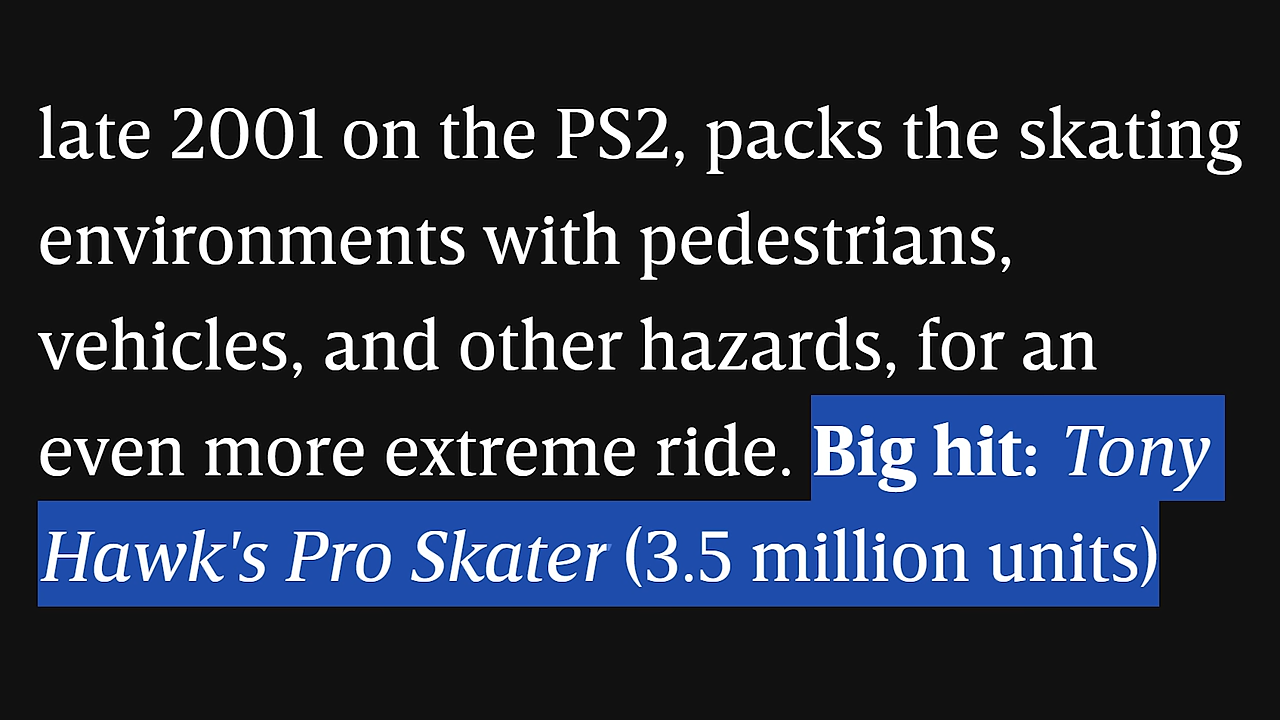 late 2001 on the PS2, packs the skating
environments with pedestrians,
vehicles, and other hazards, for an
even more extreme ride. Big hit: Tony
Hawk's Pro Skater (3.5 million units)